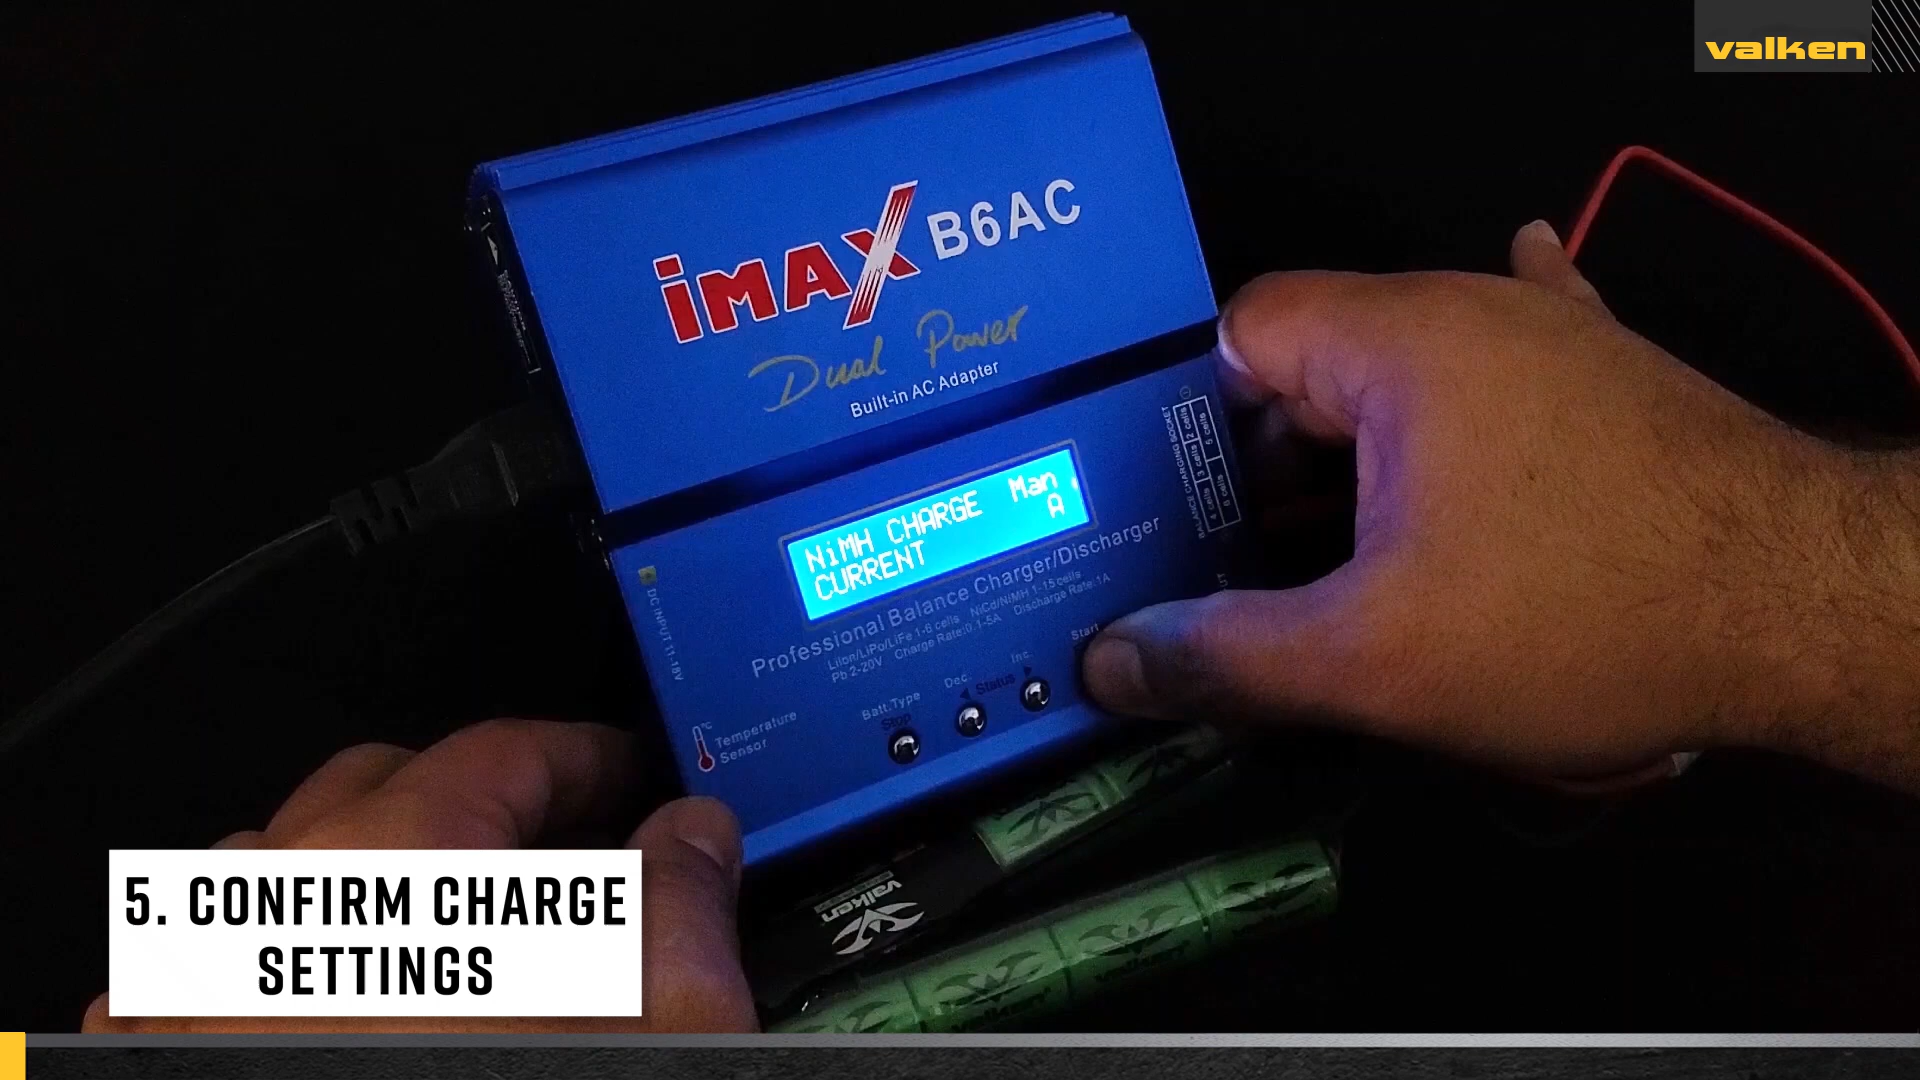 valken
iMAX B6AC
Dual Power
Built-in AC Adapter
BALANCE CHARGING SOCKET
2 cells
3 cells
4 cells
5 cells
6 cells
NiMH CHARGE Man
CURRENT A
Professional Balance Charger/Discharger
LiIon/LiPo/LiFe 1-6 cells NiCd/NiMH 1-15 cells
Pb 2-20V Charge Rate:0.1-5A Discharge Rate:1A
DC INPUT 11-18V
Batt.Type
Stop
Dec.
Status
Inc.
Start
°C
Temperature
Sensor
valken
5. CONFIRM CHARGE
SETTINGS